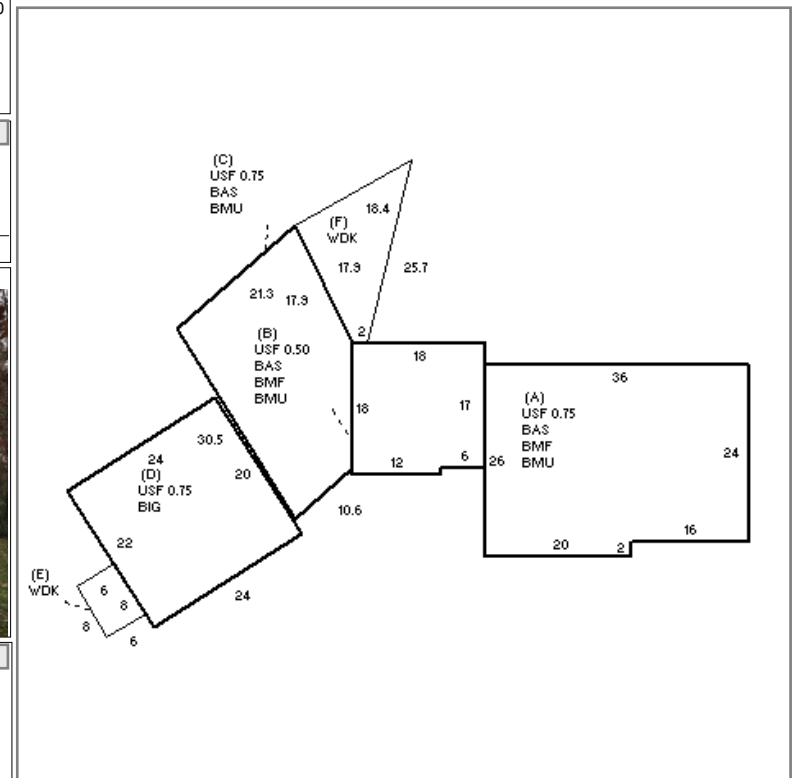 (C)
USF 0.75
BAS
BMU
18.4
(F)
WDK
17.9
25.7
21.3
17.9
2
(B)
USF 0.50
BAS
BMF
BMU
18
18
17
12
6
26
36
(A)
USF 0.75
BAS
BMF
BMU
24
16
20
2
30.5
24
(D)
USF 0.75
BIG
20
22
10.6
24
(E)
WDK
6
8
8
6